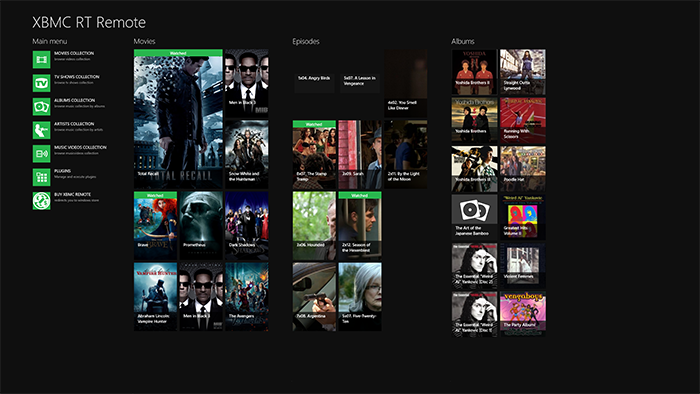 XBMC RT Remote
Main menu
MOVIES COLLECTION
browse videos collection
TV SHOWS COLLECTION
browse tv shows collection
ALBUMS COLLECTION
browse music collection by albums
ARTISTS COLLECTION
browse music collection by artists
MUSIC VIDEOS COLLECTION
browse musicvideos collection
PLUGINS
Manage and execute plugins
BUY XBMC REMOTE
redirects you to windows store
Movies
Watched
TOTAL RECALL
Total Recall
Men in Black 3
Snow White and
the Huntsman
Watched
Brave
Prometheus
Dark Shadows
Abraham Lincoln:
Vampire Hunter
Men in Black 3
The Avengers
Episodes
1x04. Angry Birds
5x07. A Lesson in
Vengeance
4x02. You Smell
Like Dinner
Watched
6x07. The Stamp
Tramp
3x09. Sarah
2x10. By the Light
of the Moon
Watched
2x12. Season of
the Hexenbiest
7x08. Argentina
5x01. Five-Twenty-
Ten
Albums
Yoshida Brothers II
Straight Outta
Lynwood
Yoshida Brothers
Running With
Scissors
Yoshida Brothers III
Poodle Hat
The Art of the
Japanese Bamboo
"Weird Al" Yankovic
Greatest Hits
Volume II
The Essential "Weird
Al" Yankovic [Disc 2]
Violent Femmes
The Essential "Weird
Al" Yankovic [Disc 1]
vengaboys
The Party Album!